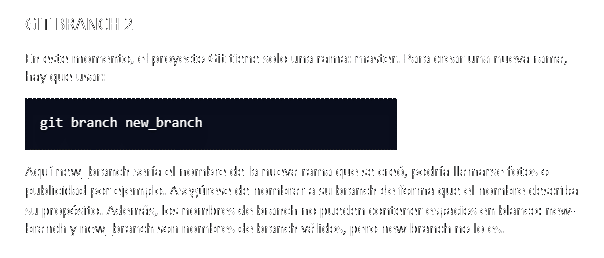 GIT BRANCH 2
En este momento, el proyecto Git tiene solo una rama: master. Para crear una nueva rama,
hay que usar:
git branch new_branch
Aquí new_branch sería el nombre de la nueva rama que se creó, podría llamarse fotos o
publicidad por ejemplo. Asegúrese de nombrar a su branch de forma que el nombre describa
su propósito. Además, los nombres de branch no pueden contener espacios en blanco: new-
branch y new_branch son nombres de branch válidos, pero new branch no lo es.